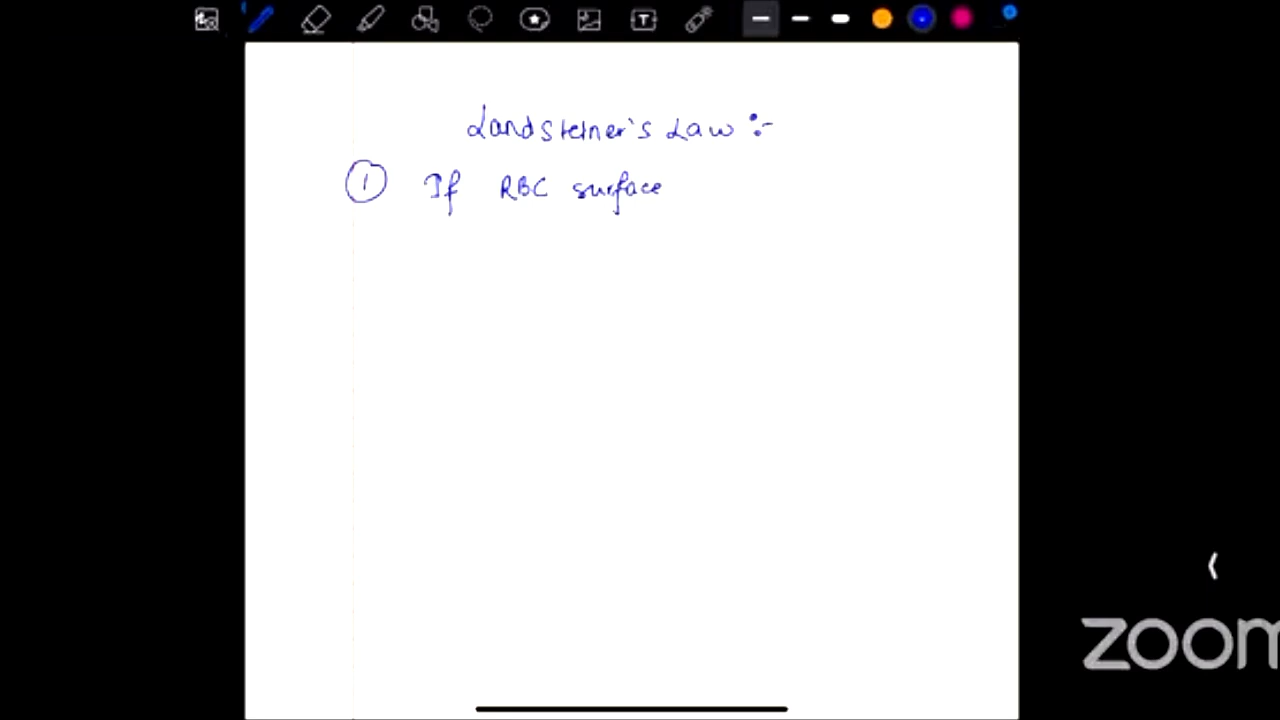 Landsteiner's Law :-
① If RBC surface
zoom